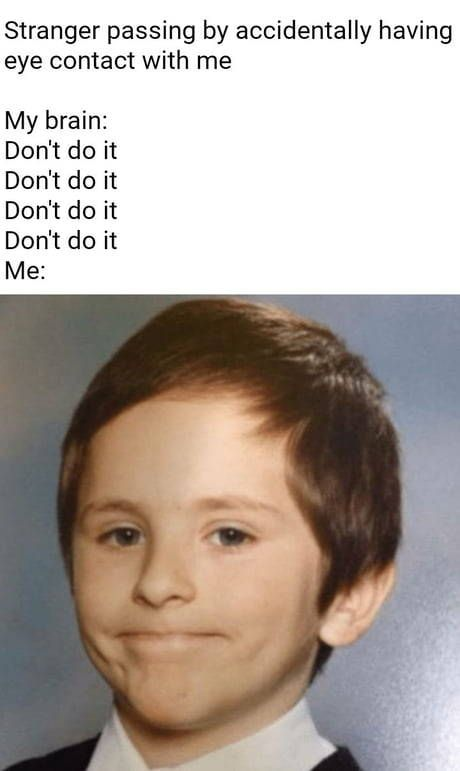 Stranger passing by accidentally having
eye contact with me
My brain:
Don't do it
Don't do it
Don't do it
Don't do it
Me: